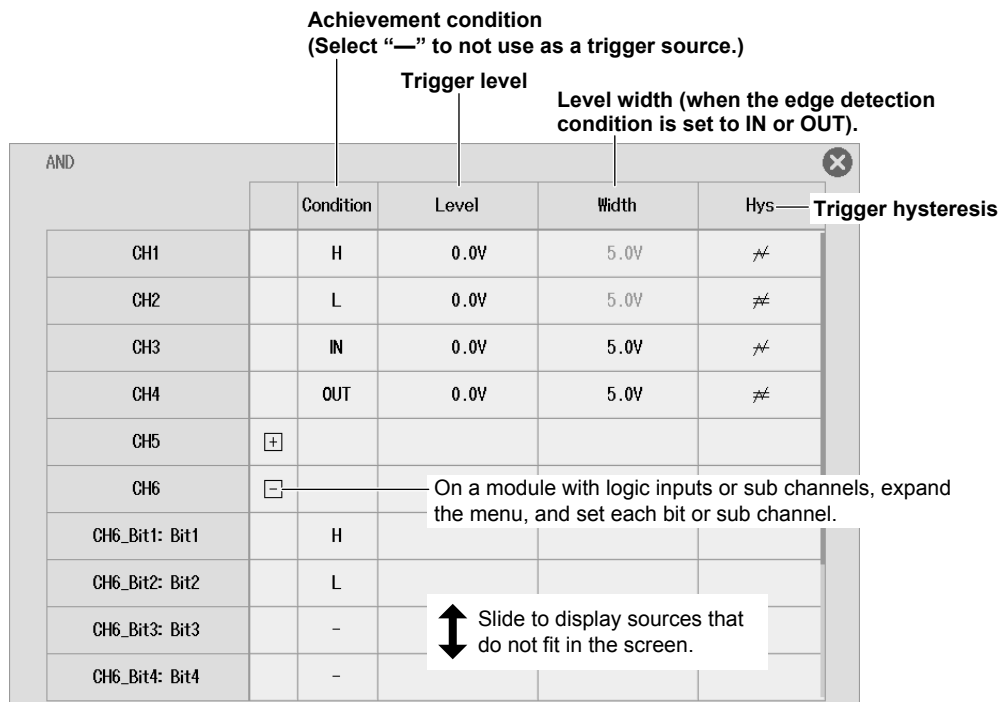 Achievement condition
(Select “—” to not use as a trigger source.)
Trigger level
Level width (when the edge detection
condition is set to IN or OUT).
AND
Condition Level Width Hys Trigger hysteresis
CH1 H 0.0V 5.0V
CH2 L 0.0V 5.0V
CH3 IN 0.0V 5.0V
CH4 OUT 0.0V 5.0V
CH5 +
CH6 - On a module with logic inputs or sub channels, expand
the menu, and set each bit or sub channel.
CH6_Bit1: Bit1 H
CH6_Bit2: Bit2 L
CH6_Bit3: Bit3 -
Slide to display sources that
do not fit in the screen.
CH6_Bit4: Bit4 -